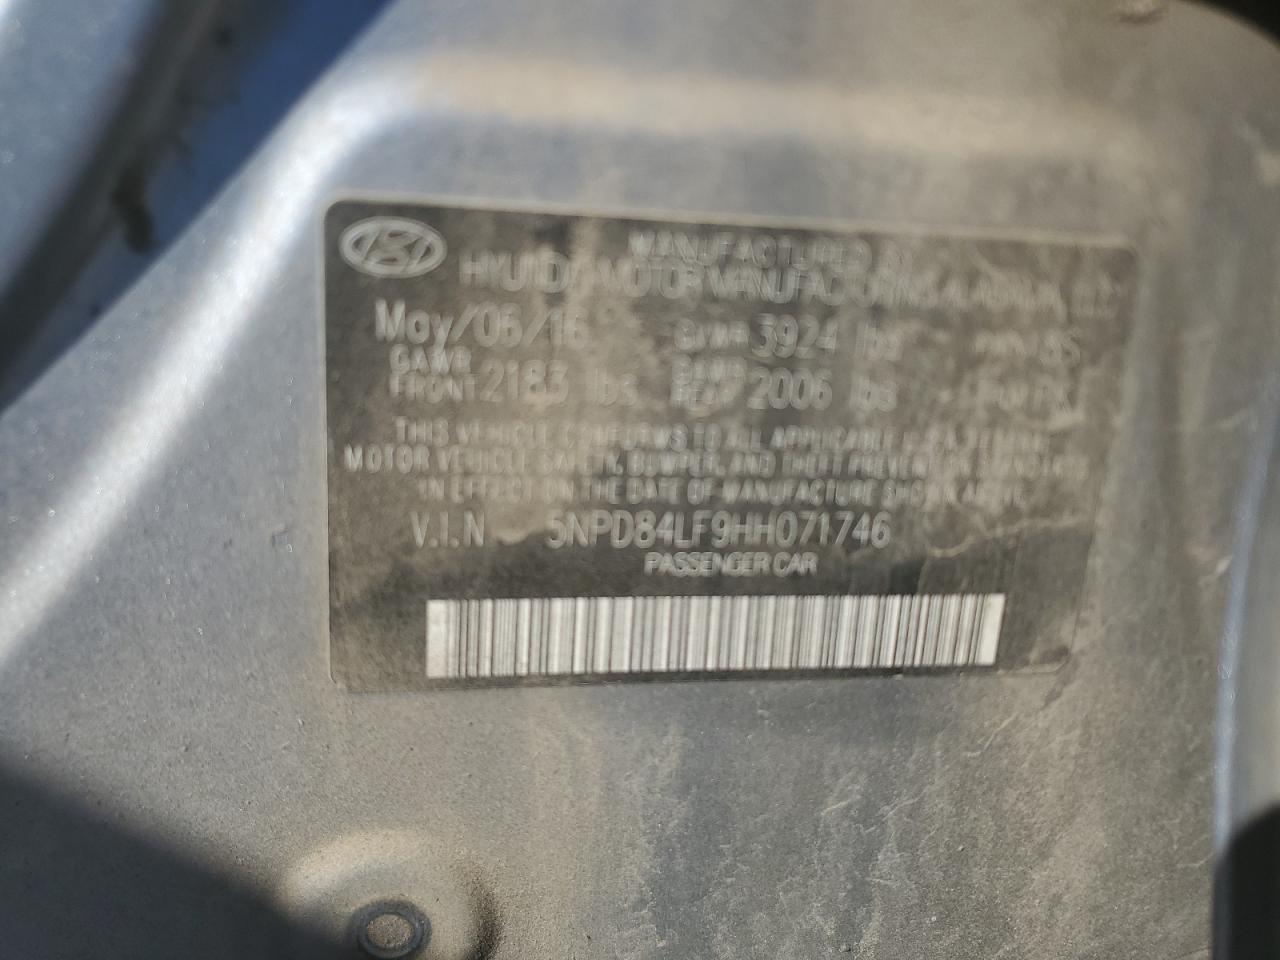 MANUFACTURED BY
HYUNDAI MOTOR MANUFACTURING ALABAMA, LLC
May/06/16 GVWR 3924 lbs
GAWR FRONT 2183 lbs GAWR REAR 2006 lbs
THIS VEHICLE CONFORMS TO ALL APPLICABLE
MOTOR VEHICLE SAFETY, BUMPER, AND THEFT PREVENTION STANDARDS
IN EFFECT ON THE DATE OF MANUFACTURE SHOWN ABOVE.
V.I.N 5NPD84LF9HH071746
PASSENGER CAR